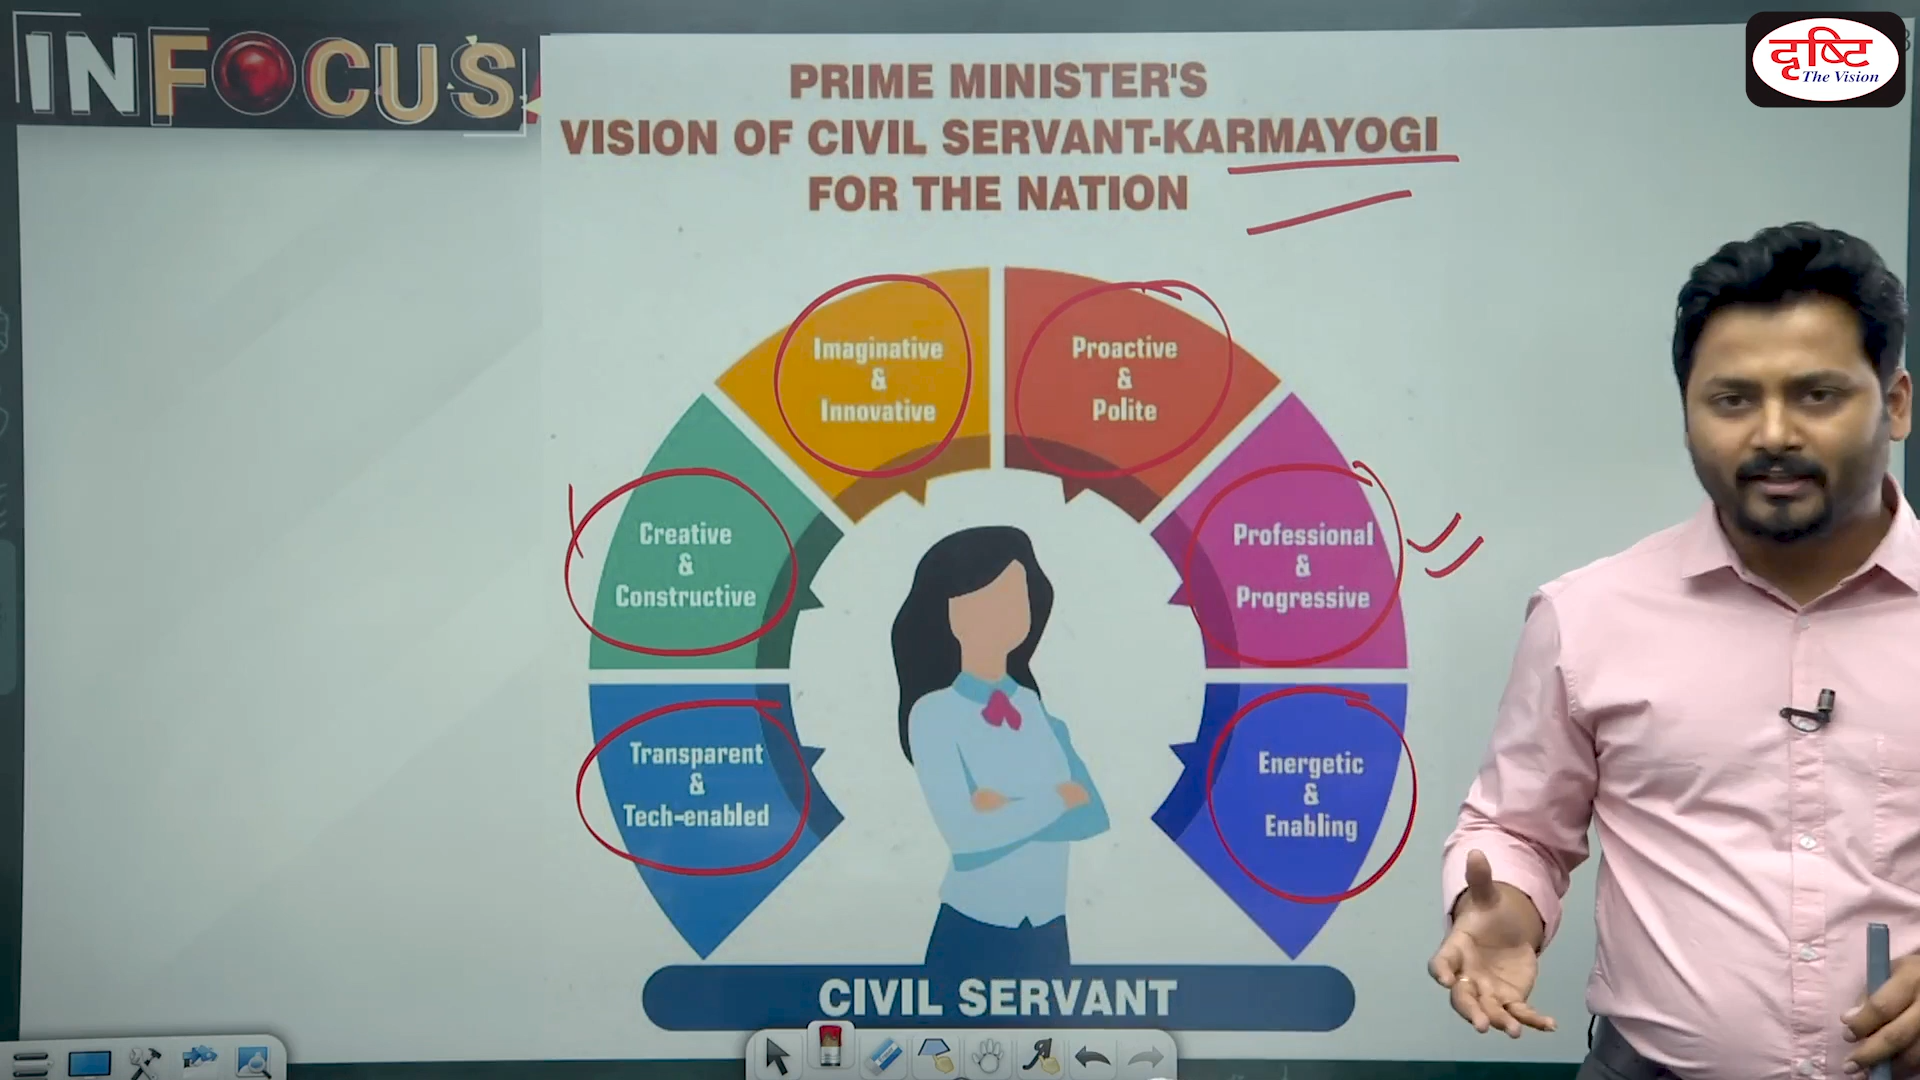 INFOCUS
दृष्टि
The Vision
PRIME MINISTER'S
VISION OF CIVIL SERVANT-KARMAYOGI
FOR THE NATION
Imaginative
&
Innovative
Proactive
&
Polite
Creative
&
Constructive
Professional
&
Progressive
Transparent
&
Tech-enabled
Energetic
&
Enabling
CIVIL SERVANT